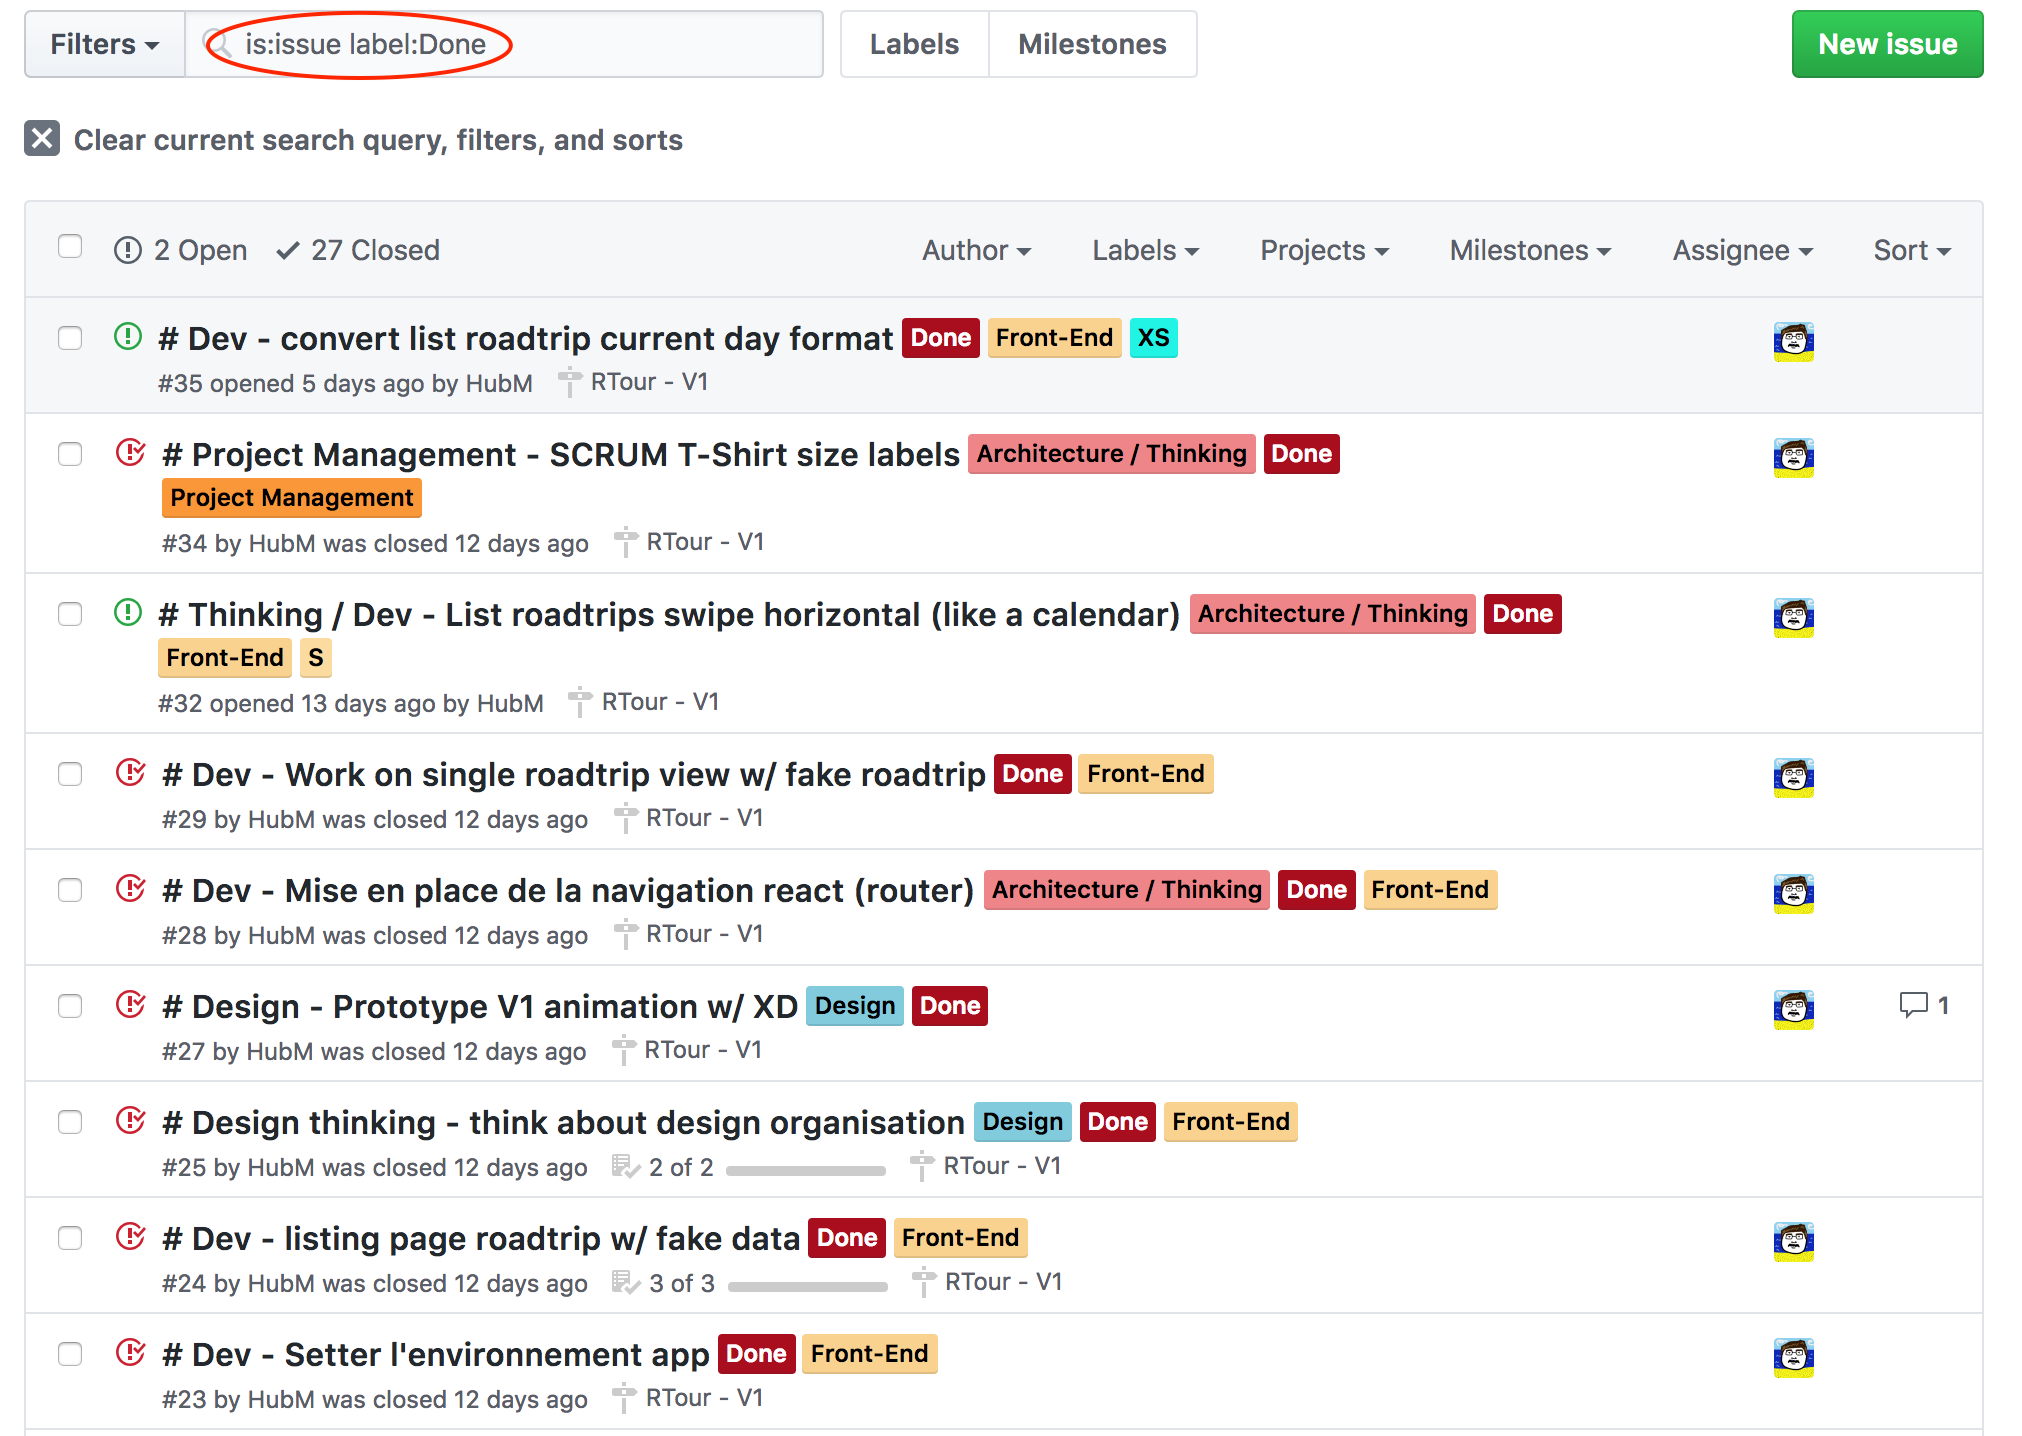 Filters is:issue label:Done Labels Milestones New issue
Clear current search query, filters, and sorts
2 Open 27 Closed Author Labels Projects Milestones Assignee Sort
# Dev - convert list roadtrip current day format Done Front-End XS
#35 opened 5 days ago by HubM RTour - V1
# Project Management - SCRUM T-Shirt size labels Architecture / Thinking Done
Project Management
#34 by HubM was closed 12 days ago RTour - V1
# Thinking / Dev - List roadtrips swipe horizontal (like a calendar) Architecture / Thinking Done
Front-End S
#32 opened 13 days ago by HubM RTour - V1
# Dev - Work on single roadtrip view w/ fake roadtrip Done Front-End
#29 by HubM was closed 12 days ago RTour - V1
# Dev - Mise en place de la navigation react (router) Architecture / Thinking Done Front-End
#28 by HubM was closed 12 days ago RTour - V1
# Design - Prototype V1 animation w/ XD Design Done 1
#27 by HubM was closed 12 days ago RTour - V1
# Design thinking - think about design organisation Design Done Front-End
#25 by HubM was closed 12 days ago 2 of 2 RTour - V1
# Dev - listing page roadtrip w/ fake data Done Front-End
#24 by HubM was closed 12 days ago 3 of 3 RTour - V1
# Dev - Setter l'environnement app Done Front-End
#23 by HubM was closed 12 days ago RTour - V1